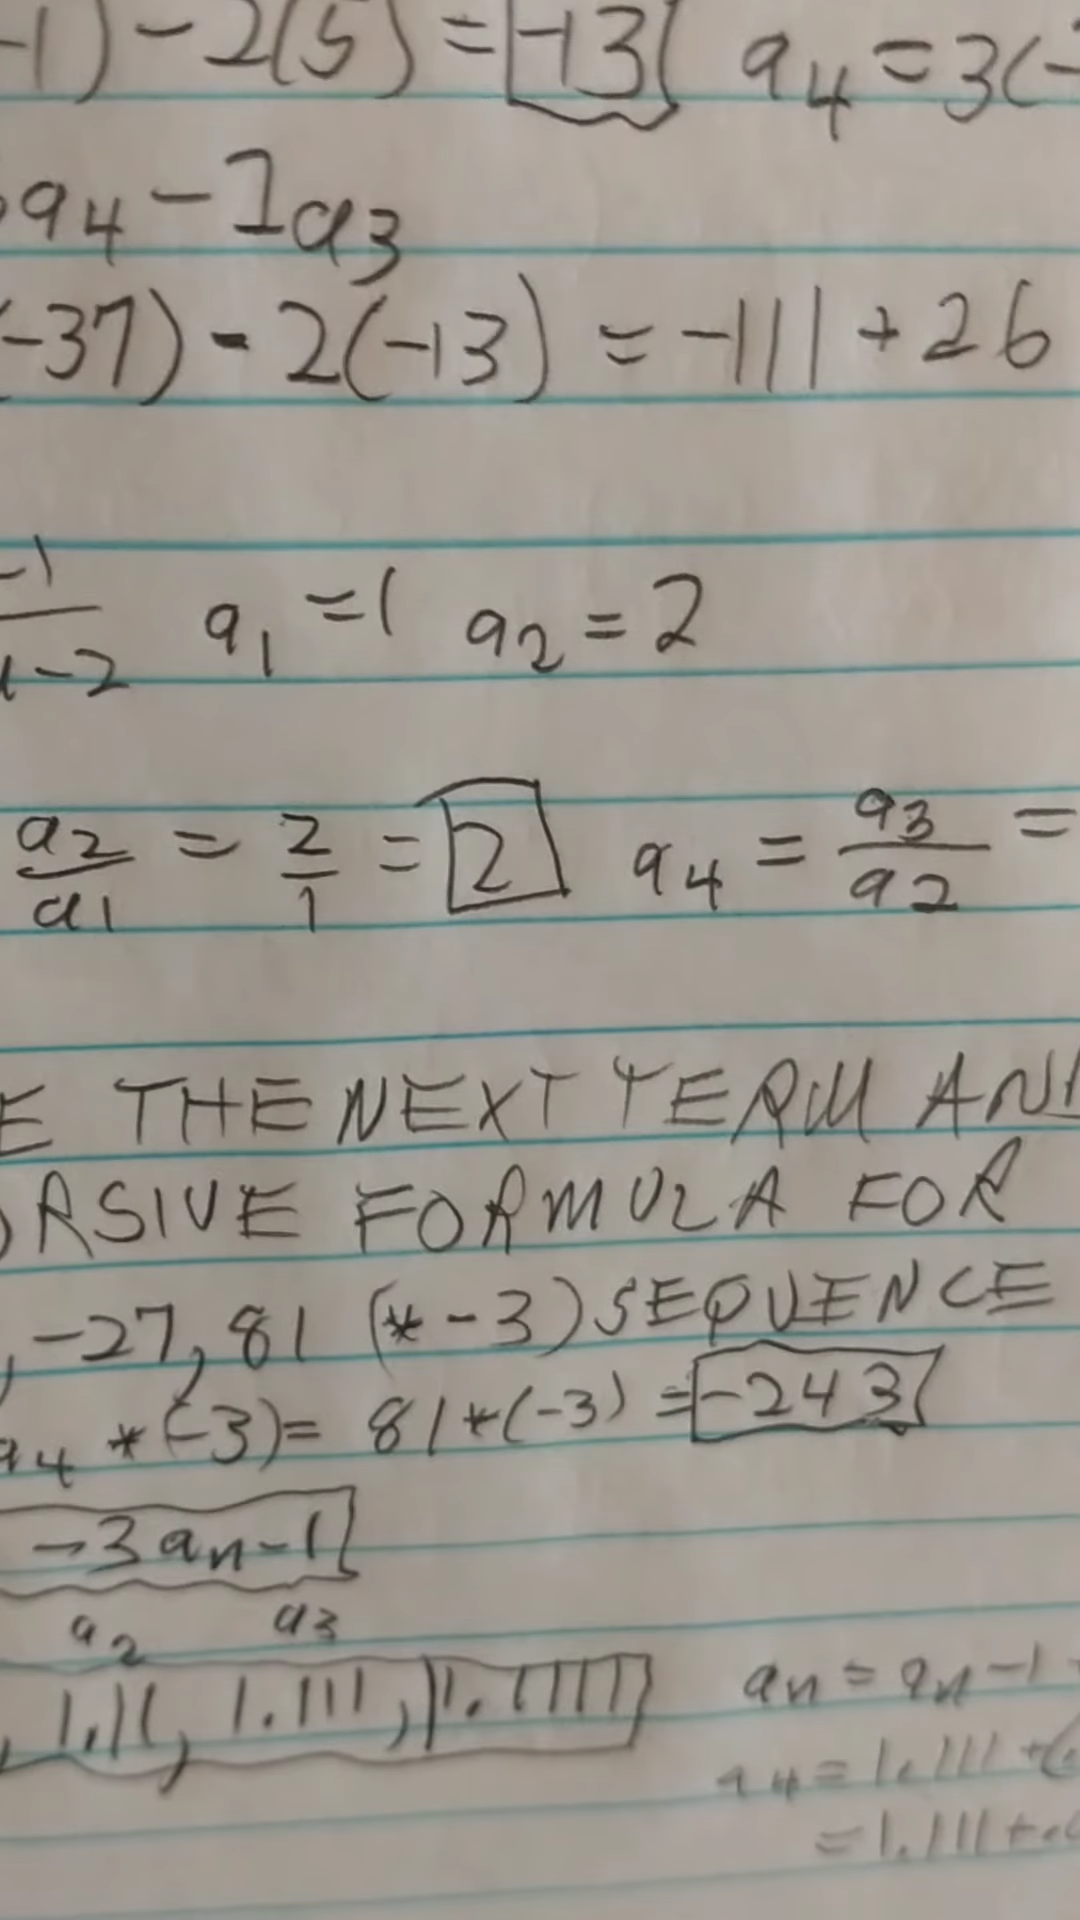 -1) - 2(5) = -13 a4 = 3(-
a4 - 2a3
(-37) - 2(-13) = -111 + 26
-1 a1 = 1 a2 = 2
-2
a2 = 2 = 2 a4 = a3 =
a1 1 a2
E THE NEXT TERM AN
RSIVE FORMULA FOR
, -27, 81 (* -3) SEQUENCE
a4 * (-3) = 81 * (-3) = -243
-3an-1
a2 a3
, 1.11, 1.111, 1.1111 an = an-1
a4 = 1.111 + (
= 1.111 + .0